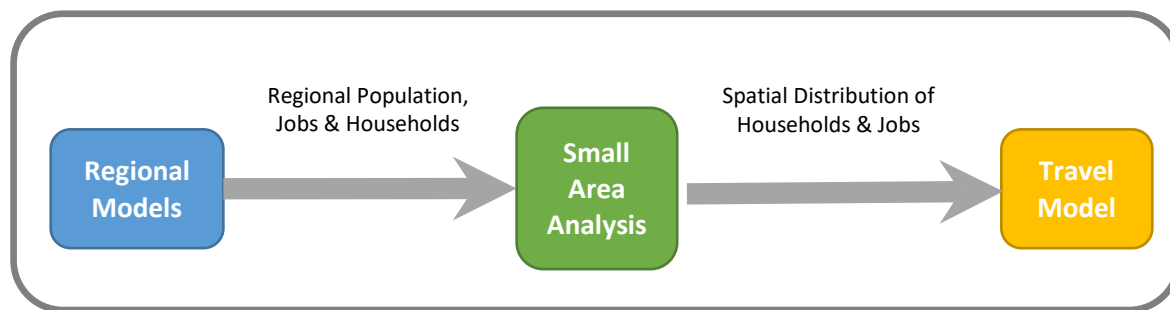 Regional
Models
Regional Population,
Jobs & Households
Small
Area
Analysis
Spatial Distribution of
Households & Jobs
Travel
Model